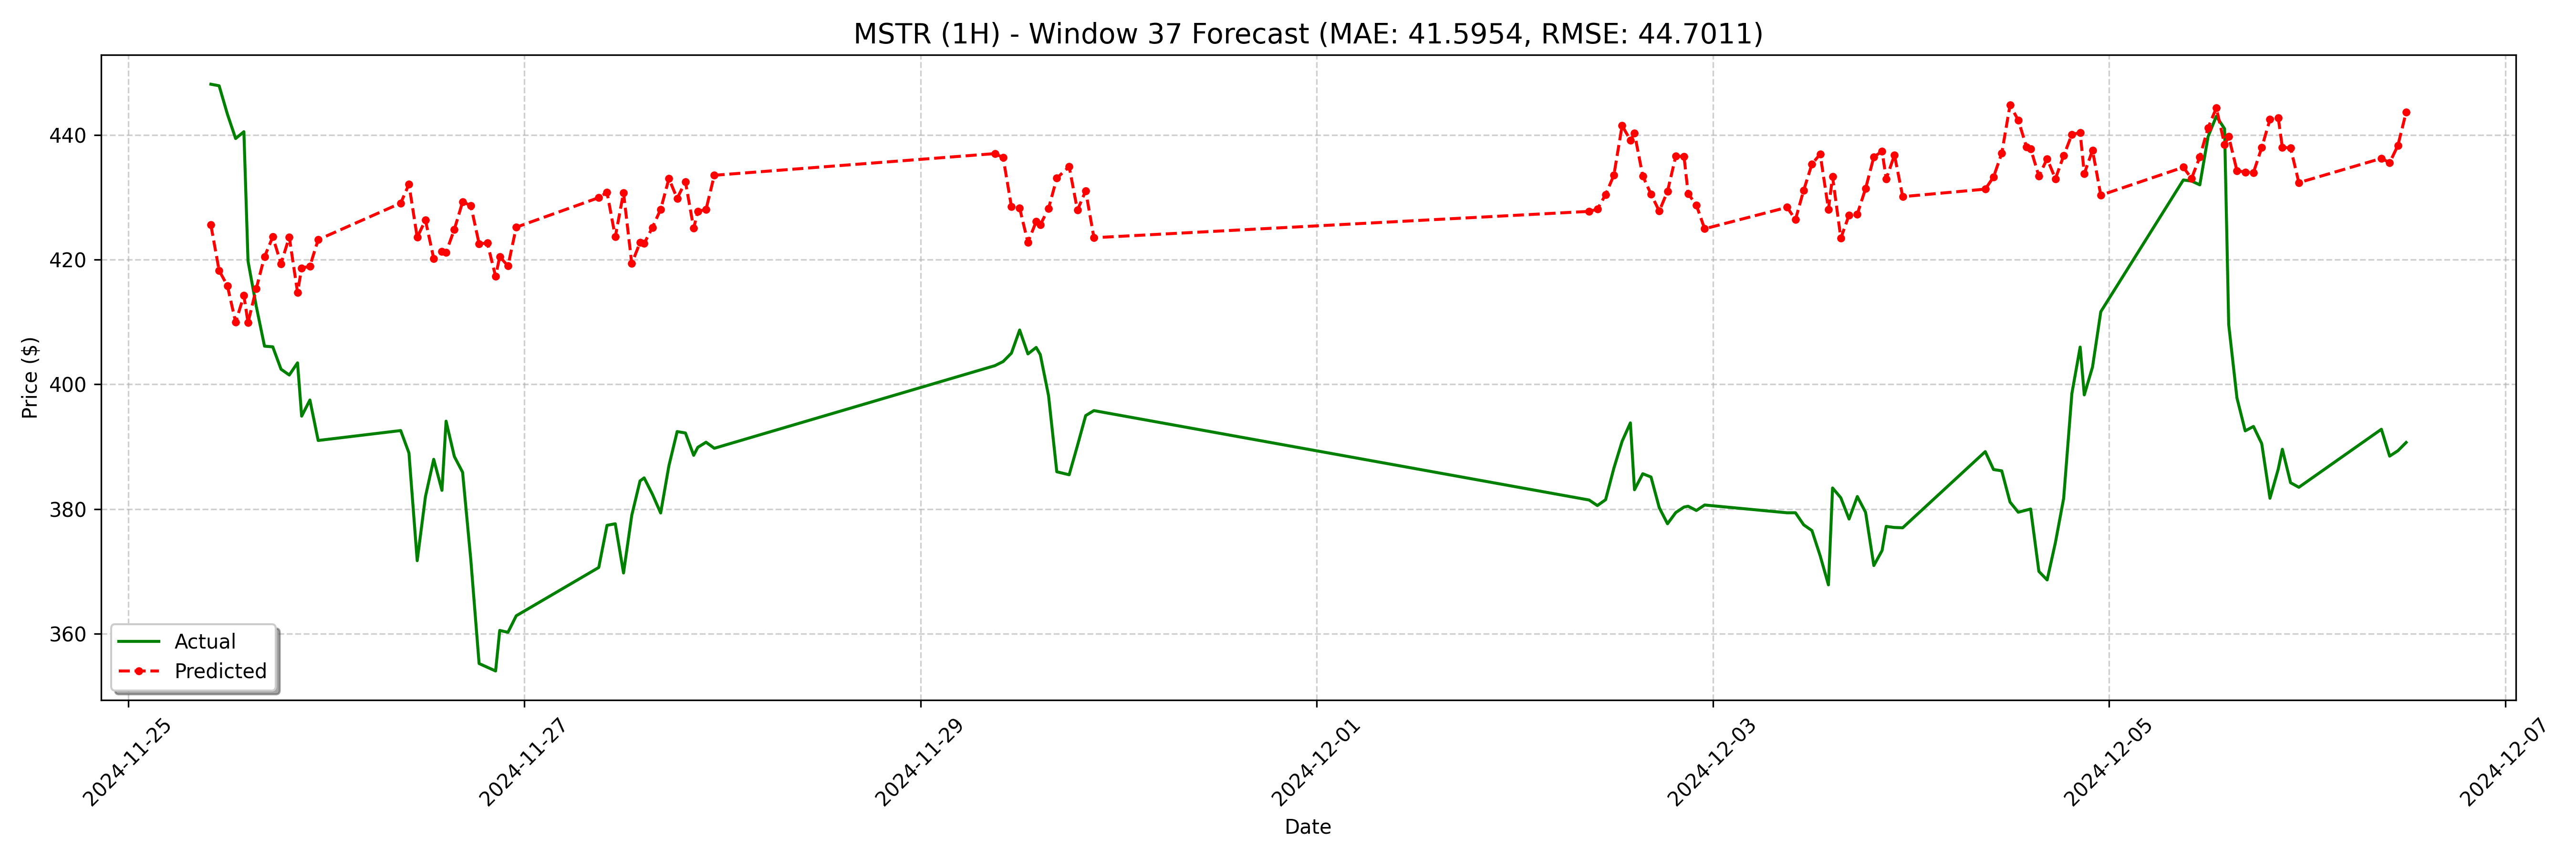 MSTR (1H) - Window 37 Forecast (MAE: 41.5954, RMSE: 44.7011)
Price ($)
440
420
400
380
360
Actual
Predicted
2024-11-25
2024-11-27
2024-11-29
2024-12-01
2024-12-03
2024-12-05
2024-12-07
Date